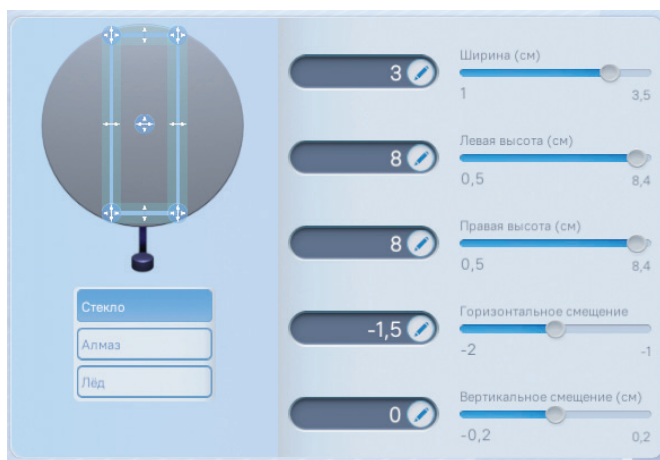 3
Ширина (см)
1
3,5
8
Левая высота (см)
0,5
8,4
8
Правая высота (см)
0,5
8,4
-1,5
Горизонтальное смещение
-2
-1
0
Вертикальное смещение (см)
-0,2
0,2
Стекло
Алмаз
Лёд